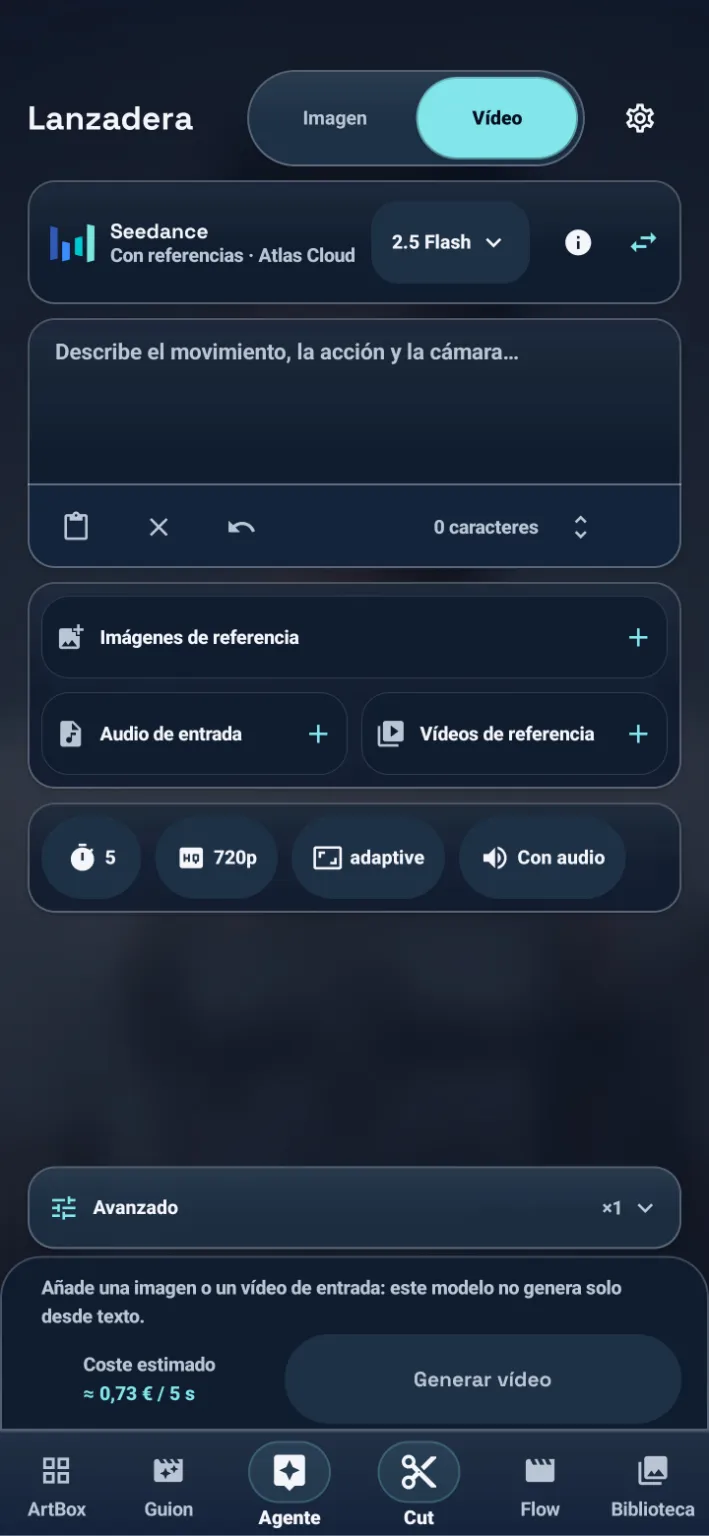 Lanzadera
Imagen
Vídeo
Seedance
Con referencias · Atlas Cloud
2.5 Flash
Describe el movimiento, la acción y la cámara...
0 caracteres
Imágenes de referencia
Audio de entrada
Vídeos de referencia
5
HQ
720p
adaptive
Con audio
Avanzado
×1
Añade una imagen o un vídeo de entrada: este modelo no genera solo
desde texto.
Coste estimado
≈ 0,73 € / 5 s
Generar vídeo
ArtBox
Guion
Agente
Cut
Flow
Biblioteca